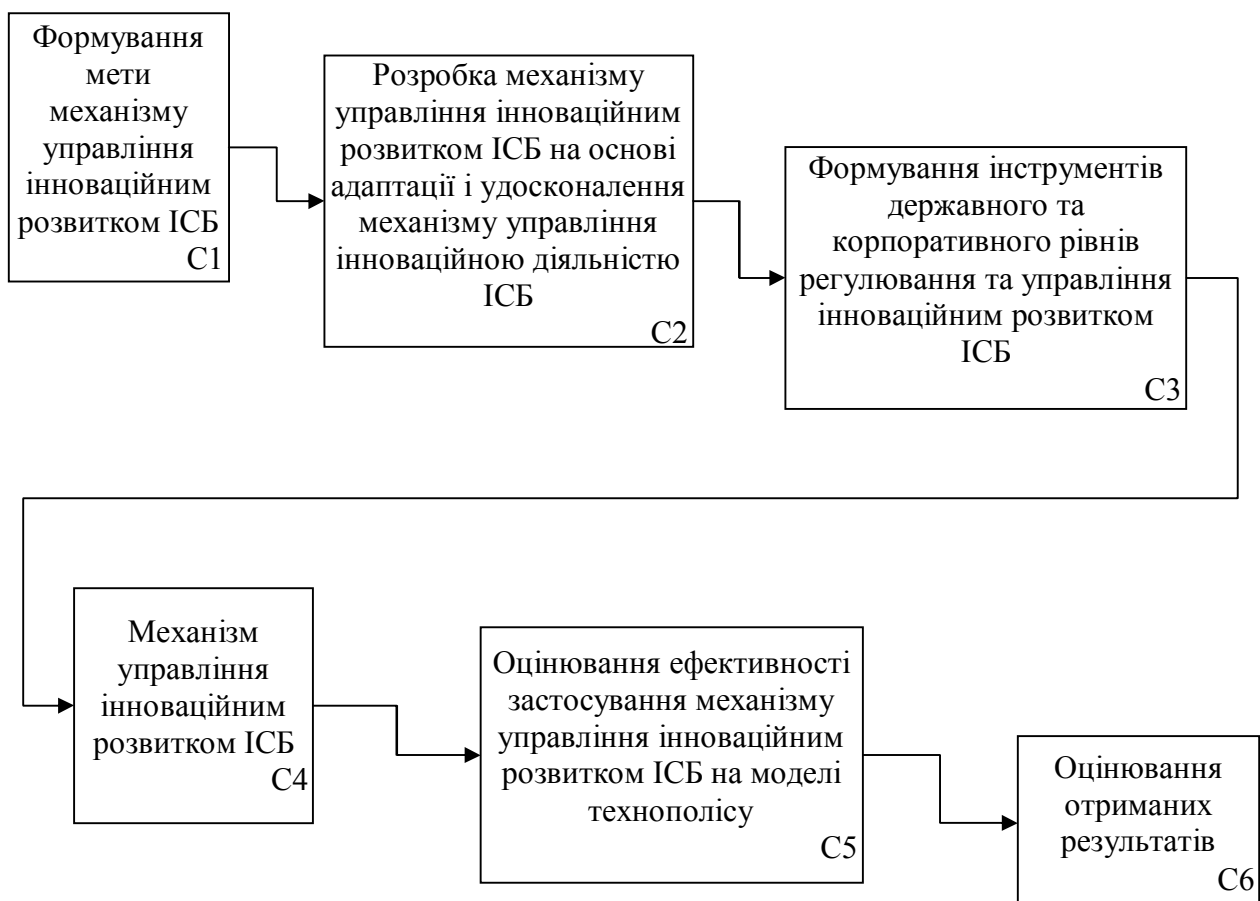 Формування
мети
механізму
управління
інноваційним
розвитком ІСБ
С1
Розробка механізму
управління інноваційним
розвитком ІСБ на основі
адаптації і удосконалення
механізму управління
інноваційною діяльністю
ІСБ
С2
Формування інструментів
державного та
корпоративного рівнів
регулювання та управління
інноваційним розвитком
ІСБ
С3
Механізм
управління
інноваційним
розвитком ІСБ
С4
Оцінювання ефективності
застосування механізму
управління інноваційним
розвитком ІСБ на моделі
технополісу
С5
Оцінювання
отриманих
результатів
С6